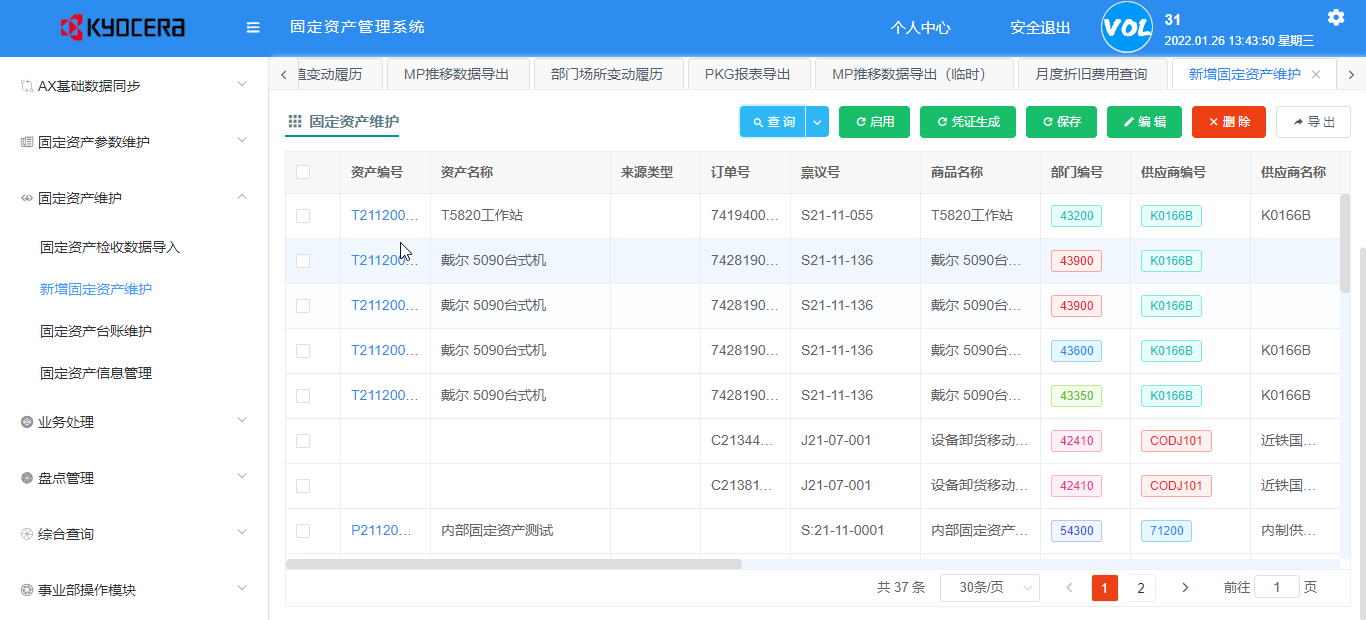 KYOCERA
固定资产管理系统
个人中心
安全退出
VOL
31
2022.01.26 13:43:50 星期三
AX基础数据同步
固定资产参数维护
固定资产维护
固定资产检收数据导入
新增固定资产维护
固定资产台账维护
固定资产信息管理
业务处理
盘点管理
综合查询
事业部操作模块
值变动履历 MP推移数据导出 部门场所变动履历 PKG报表导出 MP推移数据导出（临时） 月度折旧费用查询 新增固定资产维护
固定资产维护
查 询 启用 凭证生成 保存 编 辑 删 除 导 出
资产编号 资产名称 来源类型 订单号 禀议号 商品名称 部门编号 供应商编号 供应商名称
T211200... T5820工作站 7419400... S21-11-055 T5820工作站 43200 K0166B K0166B
T211200... 戴尔 5090台式机 7428190... S21-11-136 戴尔 5090台... 43900 K0166B
T211200... 戴尔 5090台式机 7428190... S21-11-136 戴尔 5090台... 43900 K0166B
T211200... 戴尔 5090台式机 7428190... S21-11-136 戴尔 5090台... 43600 K0166B K0166B
T211200... 戴尔 5090台式机 7428190... S21-11-136 戴尔 5090台... 43350 K0166B K0166B
C21344... J21-07-001 设备卸货移动... 42410 CODJ101 近铁国...
C21381... J21-07-001 设备卸货移动... 42410 CODJ101 近铁国...
P21120... 内部固定资产测试 S:21-11-0001 内部固定资产... 54300 71200 内制供...
共 37 条 30条/页 1 2 前往 1 页